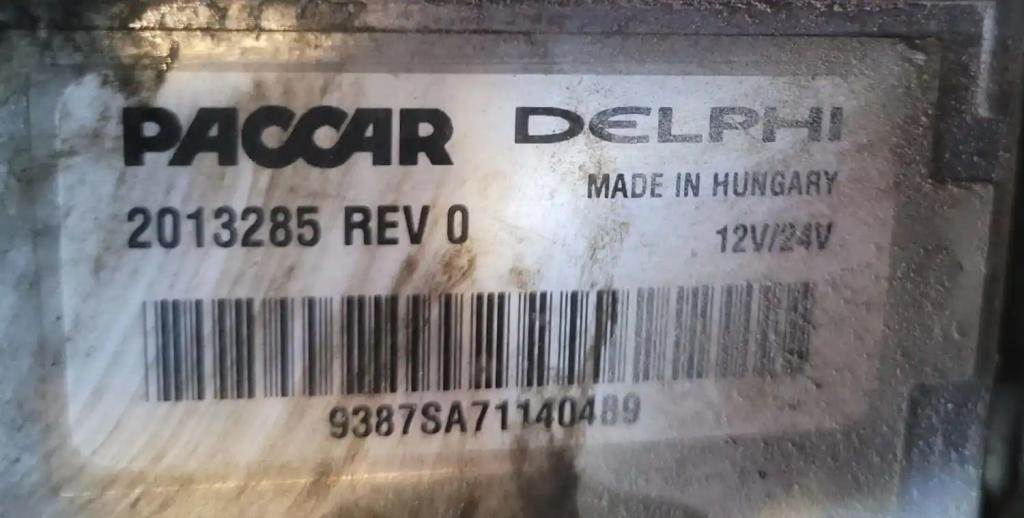 PACCAR DELPHI
MADE IN HUNGARY
2013285 REV 0
12V/24V
9387SA71140489